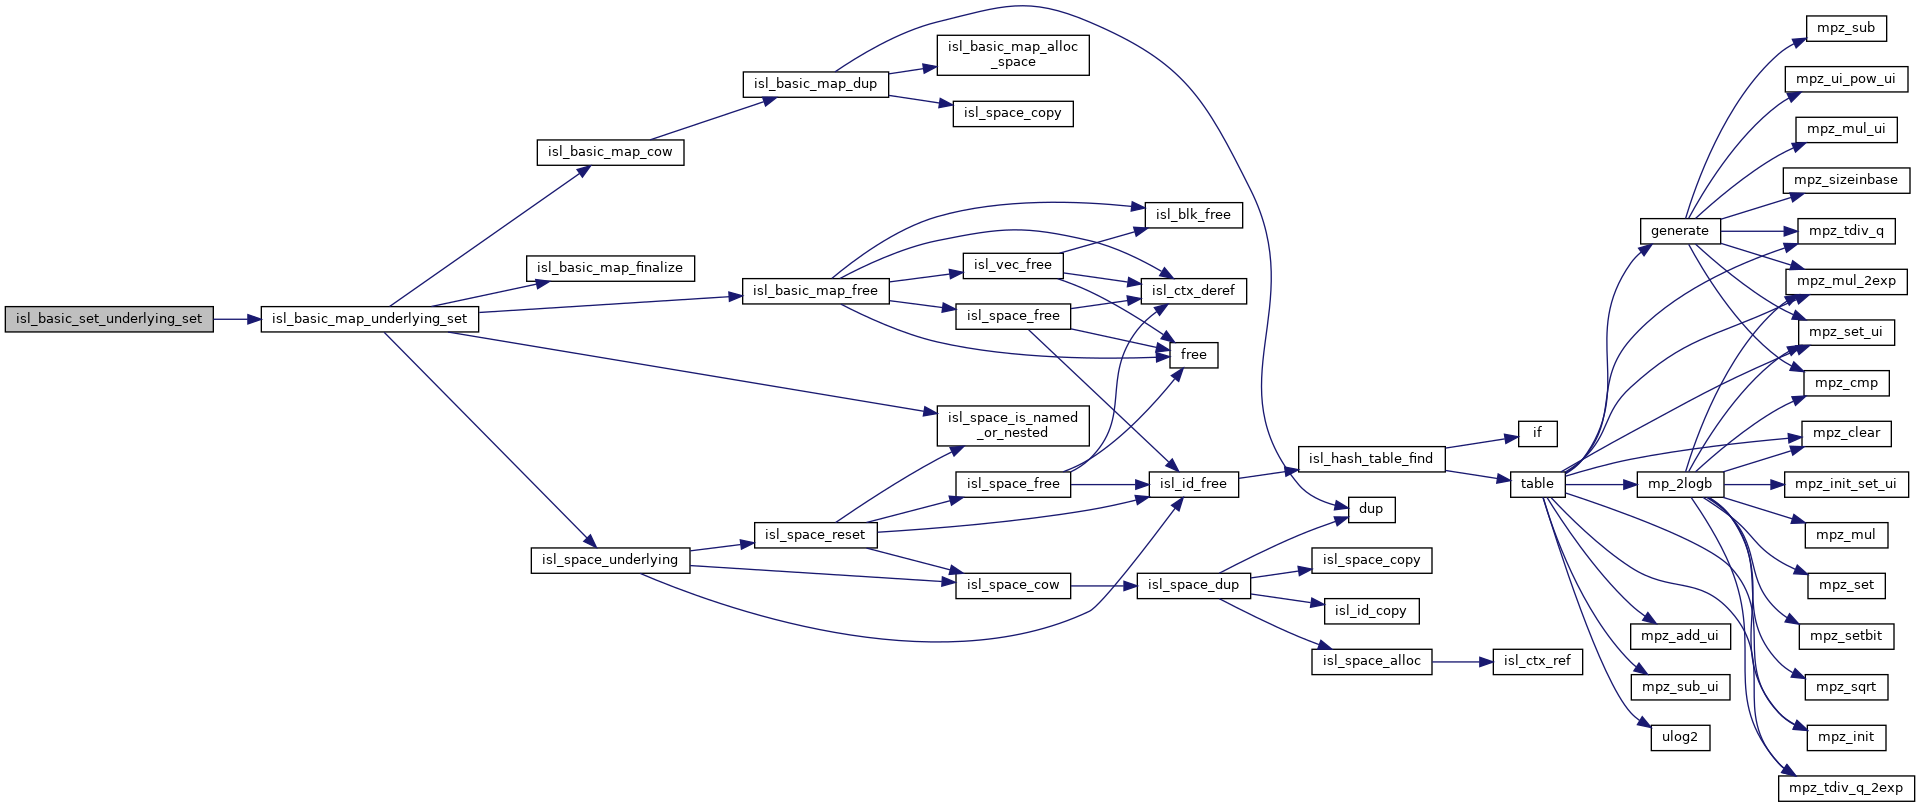 isl_basic_set_underlying_set
isl_basic_map_underlying_set
isl_basic_map_cow
isl_basic_map_finalize
isl_space_underlying
isl_basic_map_dup
isl_basic_map_free
isl_space_reset
isl_basic_map_alloc
_space
isl_space_copy
isl_vec_free
isl_space_free
isl_space_is_named
_or_nested
isl_space_free
isl_space_cow
isl_blk_free
isl_ctx_deref
free
isl_id_free
isl_space_dup
isl_hash_table_find
dup
isl_space_copy
isl_id_copy
isl_space_alloc
if
table
isl_ctx_ref
generate
mp_2logb
mpz_add_ui
mpz_sub_ui
ulog2
mpz_sub
mpz_ui_pow_ui
mpz_mul_ui
mpz_sizeinbase
mpz_tdiv_q
mpz_mul_2exp
mpz_set_ui
mpz_cmp
mpz_clear
mpz_init_set_ui
mpz_mul
mpz_set
mpz_setbit
mpz_sqrt
mpz_init
mpz_tdiv_q_2exp